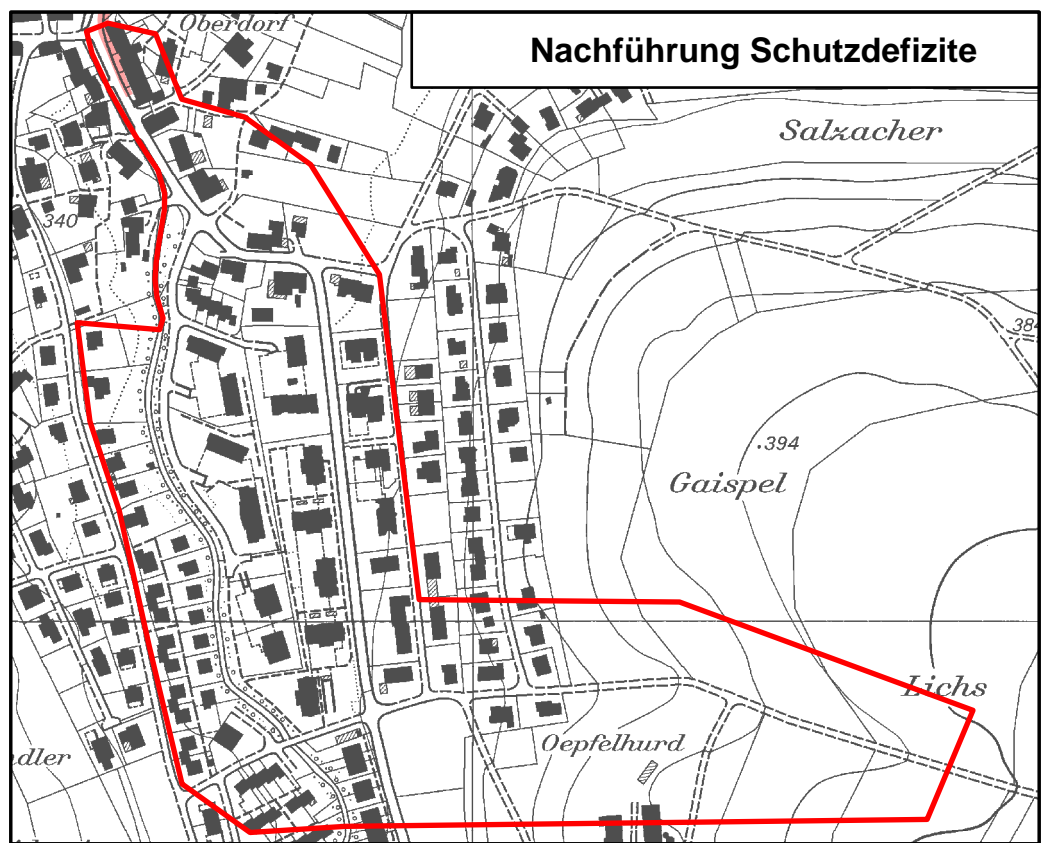 Oberdorf
Nachführung Schutzdefizite
Salzacher
340
384
.394
Gaispel
Lichs
Oepfelhurd
dler